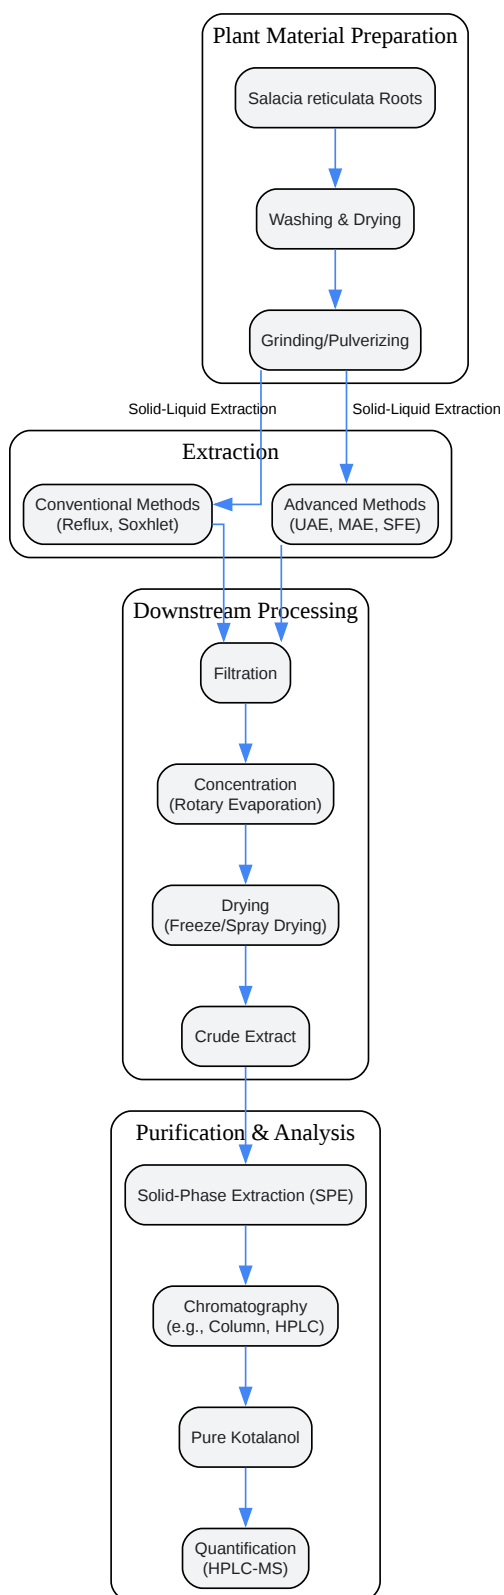 Plant Material Preparation
Salacia reticulata Roots
Washing & Drying
Grinding/Pulverizing
Solid-Liquid Extraction
Solid-Liquid Extraction
Extraction
Conventional Methods
(Reflux, Soxhlet)
Advanced Methods
(UAE, MAE, SFE)
Downstream Processing
Filtration
Concentration
(Rotary Evaporation)
Drying
(Freeze/Spray Drying)
Crude Extract
Purification & Analysis
Solid-Phase Extraction (SPE)
Chromatography
(e.g., Column, HPLC)
Pure Kotalanol
Quantification
(HPLC-MS)